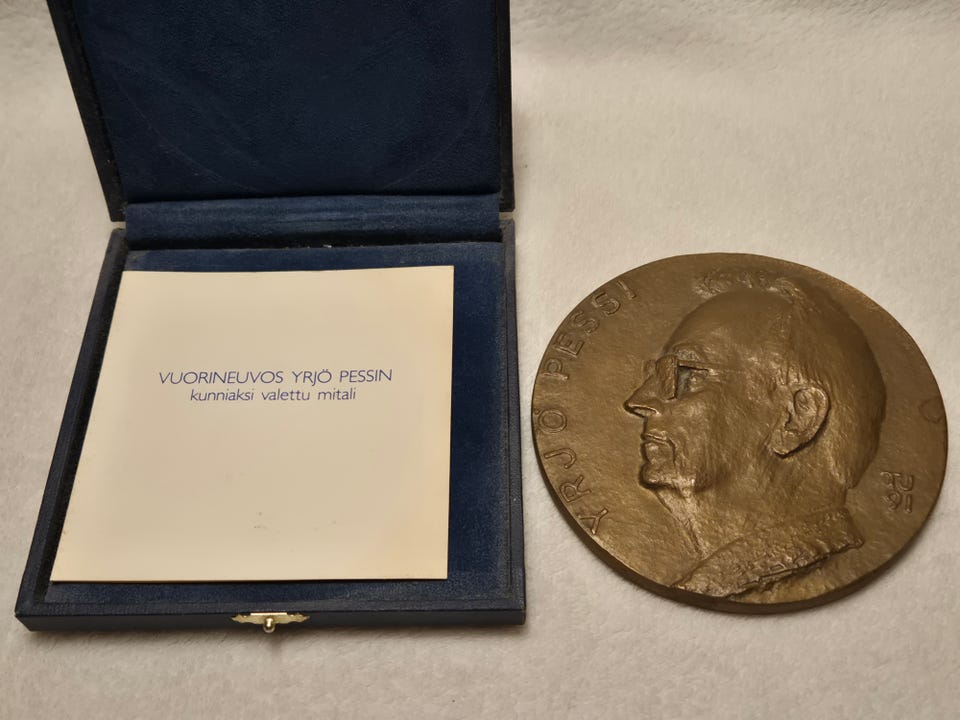 VUORINEUVOS YRJÖ PESSIN
kunniaksi valettu mitali
YRJÖ PESSI